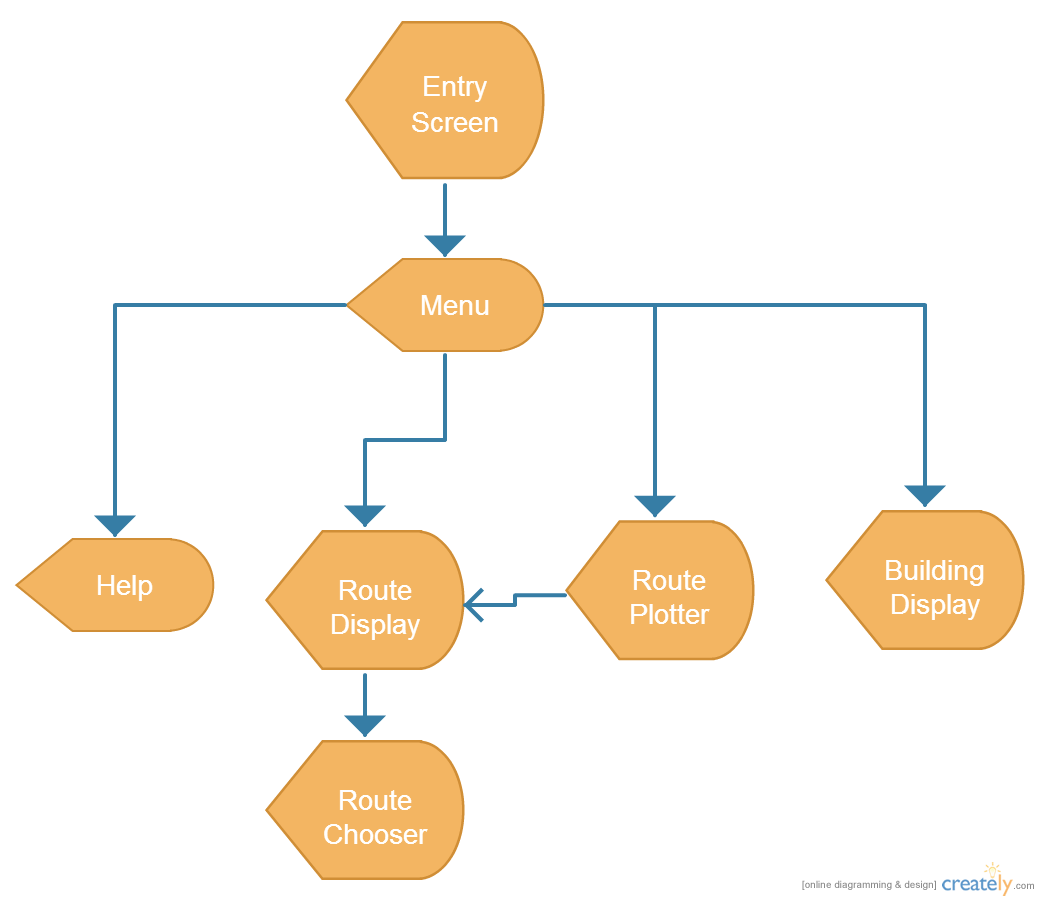 Entry
Screen
Menu
Help
Route
Display
Route
Plotter
Building
Display
Route
Chooser
[online diagramming & design] creately.com